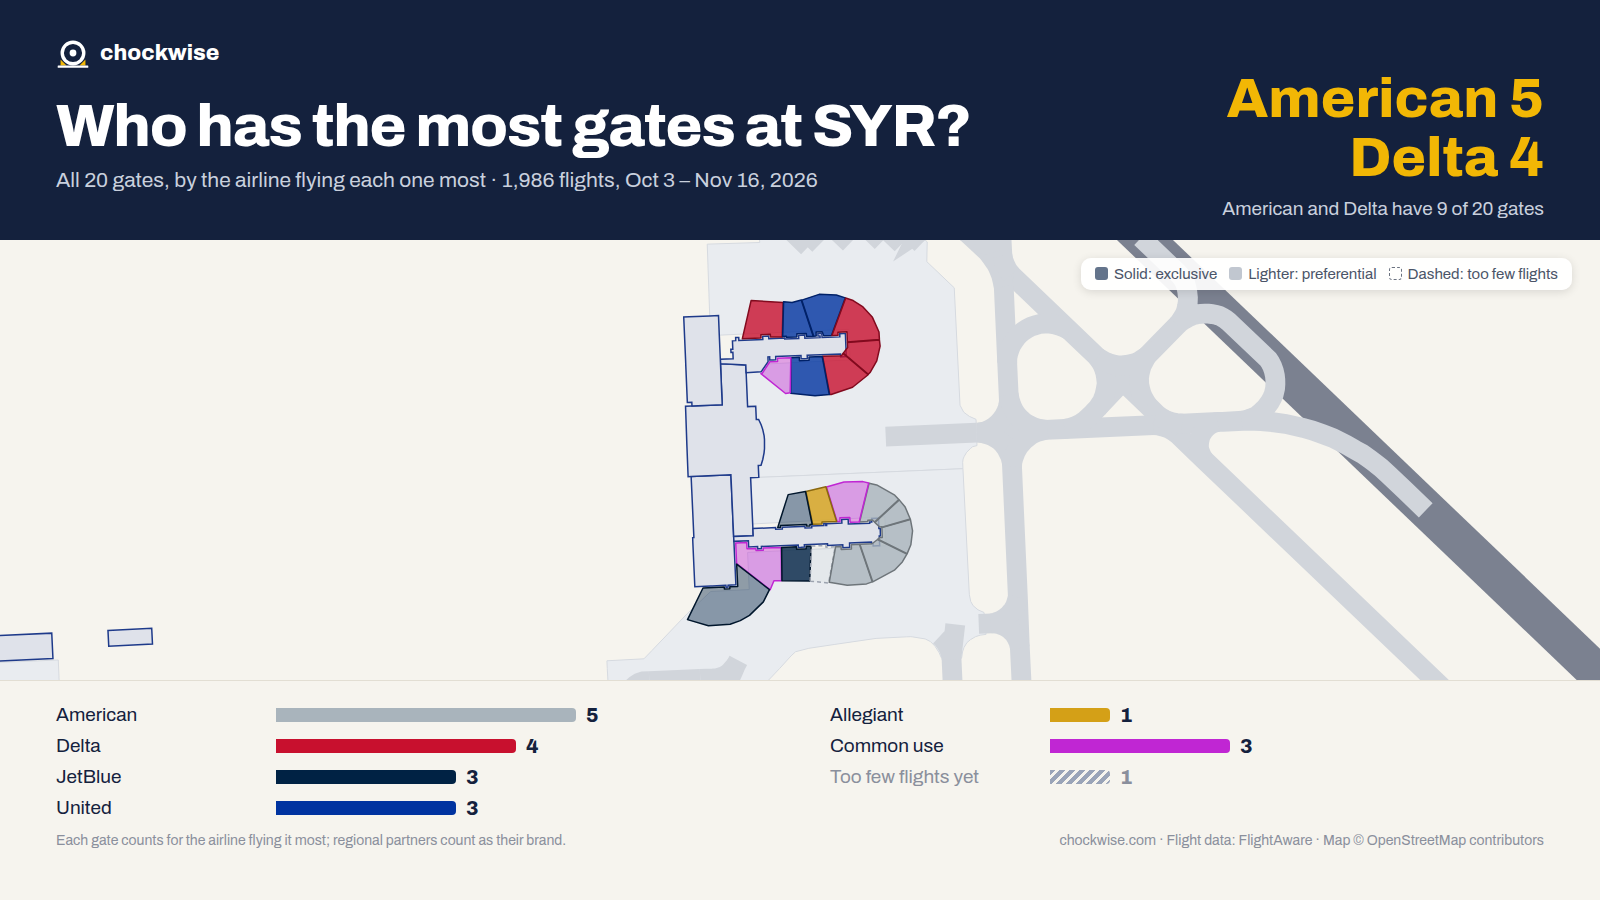 chockwise
Who has the most gates at SYR?
All 20 gates, by the airline flying each one most · 1,986 flights, Oct 3 – Nov 16, 2026
American 5
Delta 4
American and Delta have 9 of 20 gates
Solid: exclusive Lighter: preferential Dashed: too few flights
American 5
Delta 4
JetBlue 3
United 3
Allegiant 1
Common use 3
Too few flights yet 1
Each gate counts for the airline flying it most; regional partners count as their brand.
chockwise.com · Flight data: FlightAware · Map © OpenStreetMap contributors